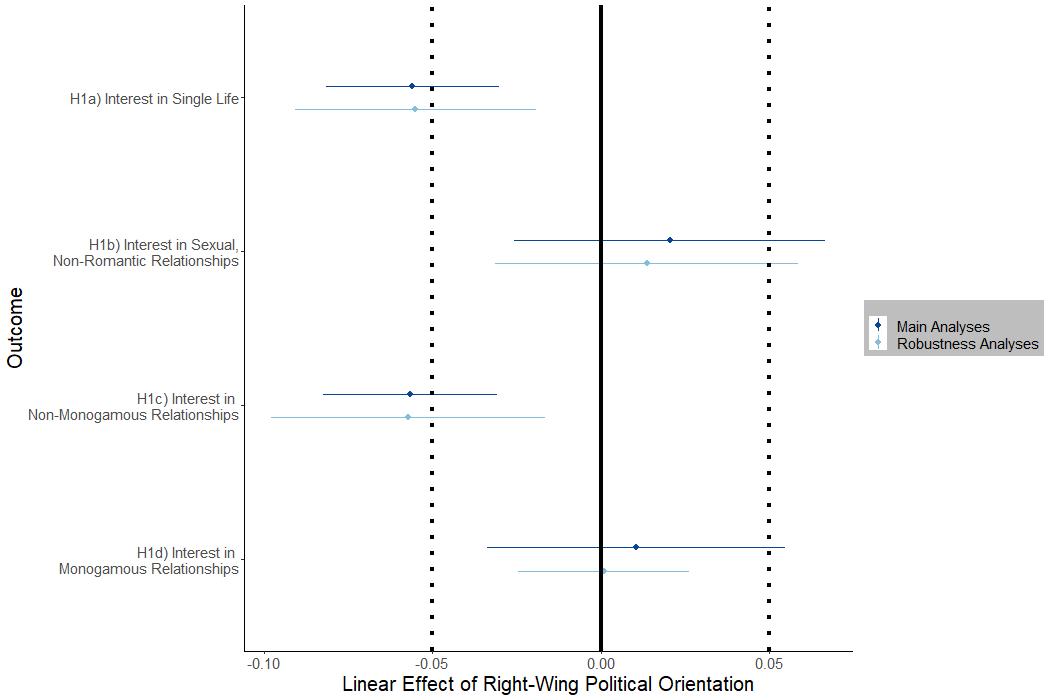 H1a) Interest in Single Life
H1b) Interest in Sexual,
Non-Romantic Relationships
H1c) Interest in
Non-Monogamous Relationships
H1d) Interest in
Monogamous Relationships
Outcome
-0.10
-0.05
0.00
0.05
Linear Effect of Right-Wing Political Orientation
Main Analyses
Robustness Analyses